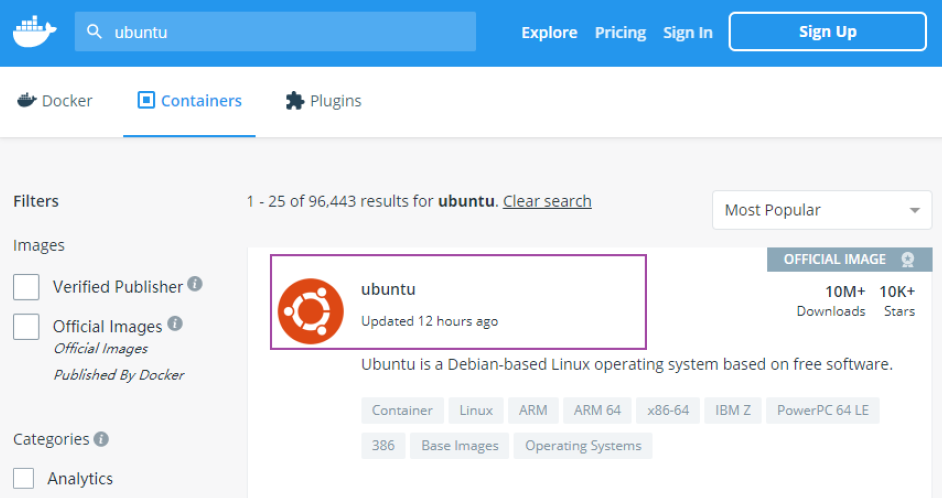 ubuntu
Explore Pricing Sign In Sign Up
Docker Containers Plugins
Filters
1 - 25 of 96,443 results for ubuntu. Clear search
Most Popular
Images
OFFICIAL IMAGE
Verified Publisher
ubuntu
10M+ 10K+
Updated 12 hours ago
Downloads Stars
Official Images
Official Images
Published By Docker
Ubuntu is a Debian-based Linux operating system based on free software.
Container Linux ARM ARM 64 x86-64 IBM Z PowerPC 64 LE
386 Base Images Operating Systems
Categories
Analytics